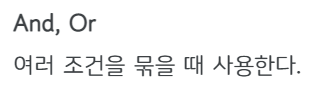 And, Or
여러 조건을 묶을 때 사용한다.